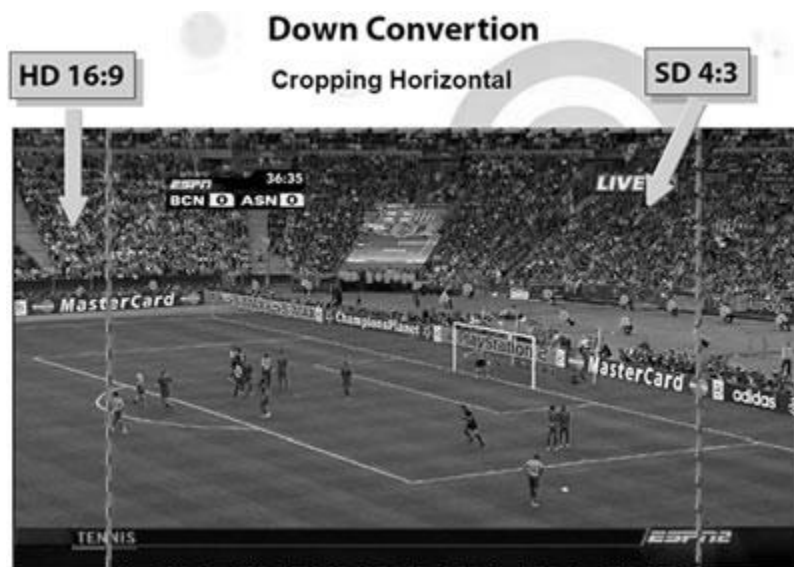 Down Convertion
HD 16:9
Cropping Horizontal
SD 4:3
ESPN 36:35
BCN 0 ASN 0
LIVE
MasterCard
ChampionsPlanet
PlayStation 2
MasterCard
adidas
TENNIS
ESPN2